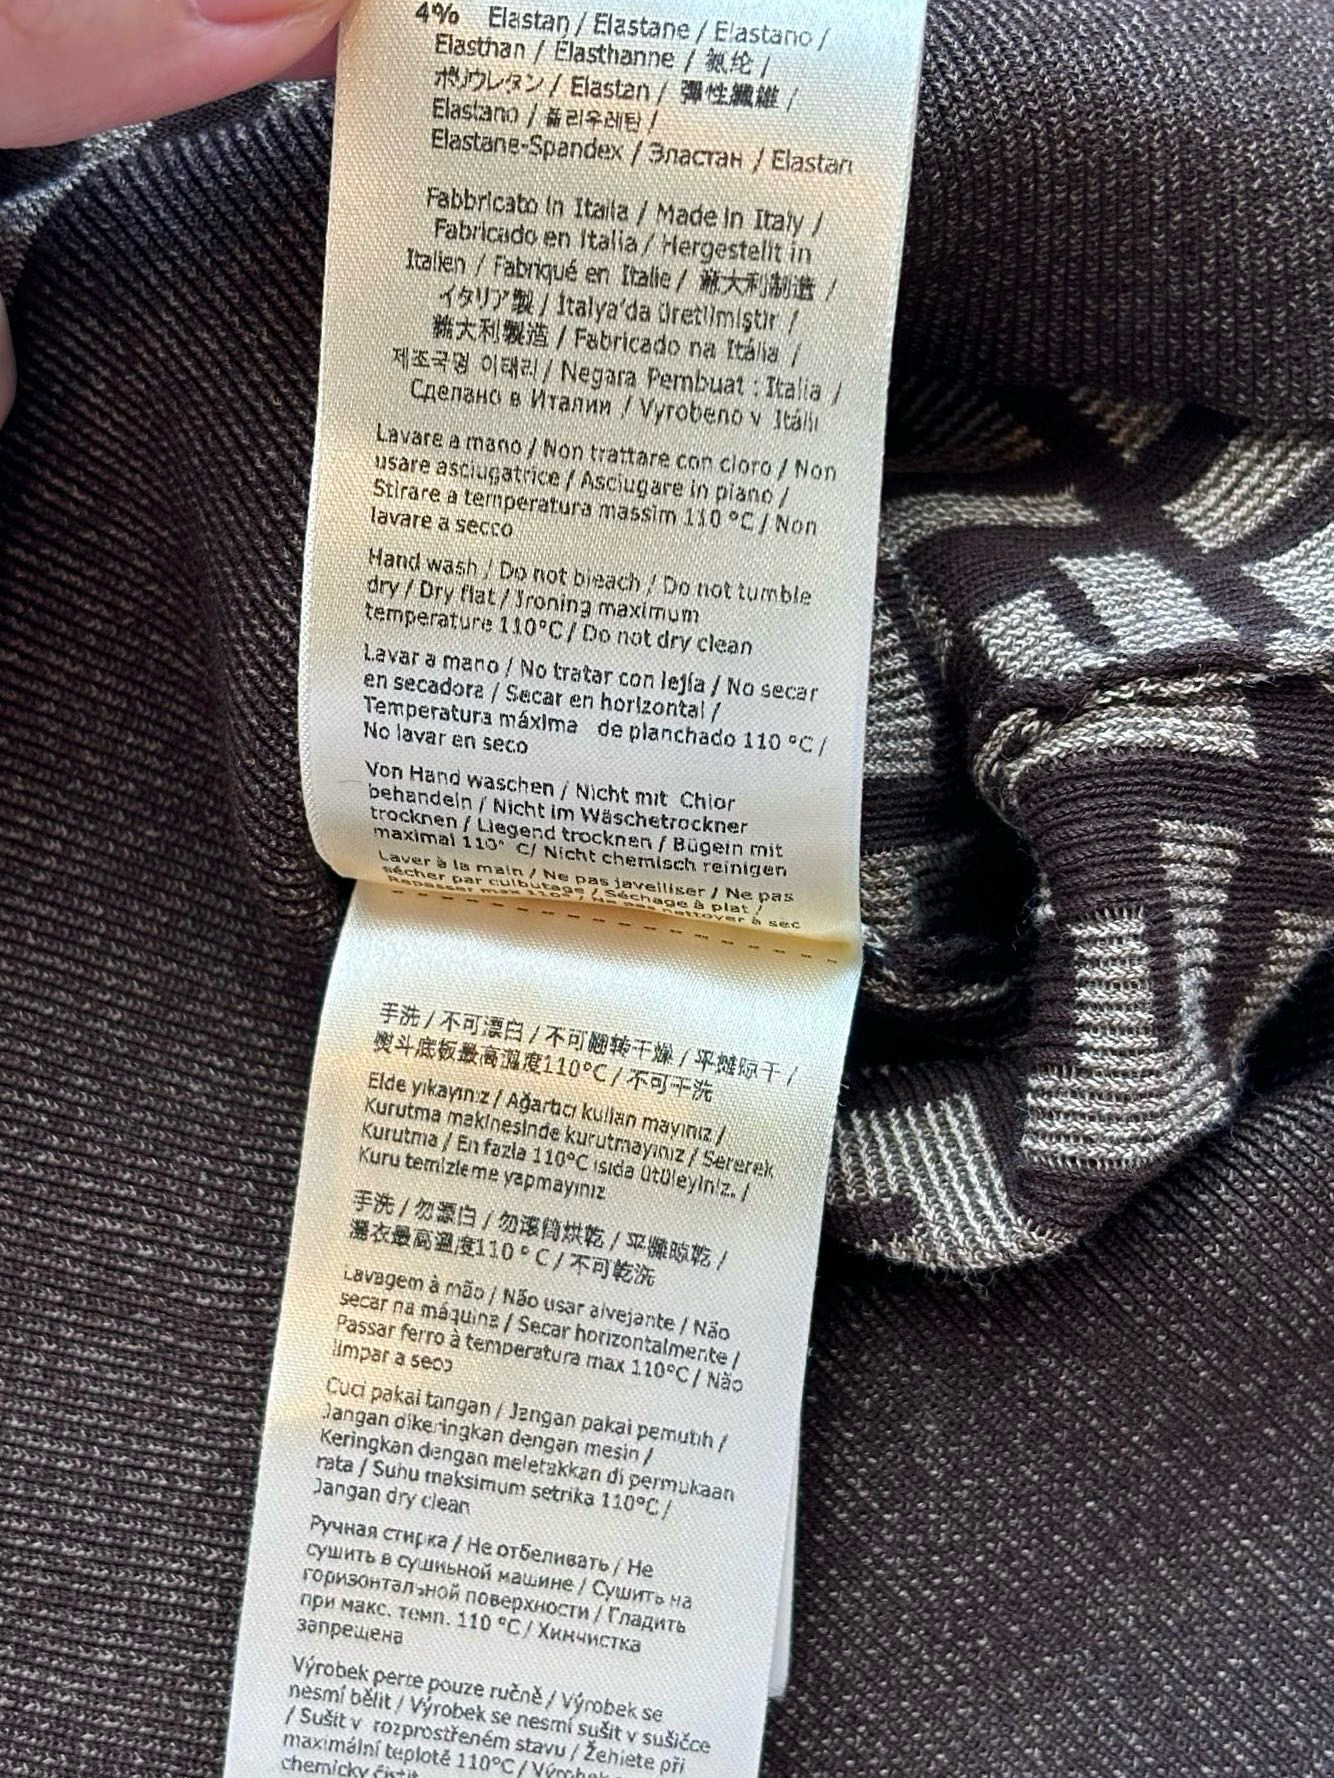 4% Elastan / Elastane / Elastano /
Elasthan / Elasthanne / 氨纶 /
ポリウレタン / Elastan / 彈性纖維 /
Elastano / 폴리우레탄 /
Elastane-Spandex / Эластан / Elastan
Fabbricato in Italia / Made in Italy /
Fabricado en Italia / Hergestellt in
Italien / Fabriqué en Italie / 意大利制造 /
イタリア製 / İtalya'da üretilmiştir /
義大利製造 / Fabricado na Itália /
제조국명 이태리 / Negara Pembuat : Italia /
Сделано в Италии / Vyrobeno v Itálii
Lavare a mano / Non trattare con cloro / Non
usare asciugatrice / Asciugare in piano /
Stirare a temperatura massim 110 °C / Non
lavare a secco
Hand wash / Do not bleach / Do not tumble
dry / Dry flat / Ironing maximum
temperature 110°C / Do not dry clean
Lavar a mano / No tratar con lejía / No secar
en secadora / Secar en horizontal /
Temperatura máxima de planchado 110 °C /
No lavar en seco
Von Hand waschen / Nicht mit Chlor
behandeln / Nicht im Wäschetrockner
trocknen / Liegend trocknen / Bügeln mit
maximal 110° C/ Nicht chemisch reinigen
Laver à la main / Ne pas javelliser / Ne pas
sécher par culbutage / Séchage à plat /
Repasser max 110° / Ne pas nettoyer à sec
手洗 / 不可漂白 / 不可翻转干燥 / 平摊晾干 /
熨斗底板最高温度110°C / 不可干洗
Elde yıkayınız / Ağartıcı kullan mayınız /
Kurutma makinesinde kurutmayınız / Sererek
Kurutma / En fazla 110°C ısıda ütüleyiniz. /
Kuru temizleme yapmayınız
手洗 / 勿漂白 / 勿滾筒烘乾 / 平攤晾乾 /
燙衣最高溫度110 ° C / 不可乾洗
Lavagem à mão / Não usar alvejante / Não
secar na máquina / Secar horizontalmente /
Passar ferro à temperatura max 110°C / Não
limpar a seco
Cuci pakai tangan / Jangan pakai pemutih /
Jangan dikeringkan dengan mesin /
Keringkan dengan meletakkan di permukaan
rata / Suhu maksimum setrika 110°C /
Jangan dry clean
Ручная стирка / Не отбеливать / Не
сушить в сушиьной машине / Сушить на
горизонтальной поверхности / Гладить
при макс. темп. 110 °C / Химчистка
запрещена
Výrobek perte pouze ručně / Výrobek se
nesmí bělit / Výrobek se nesmí sušit v sušičce
/ Sušit v rozprostřeném stavu / Žehlete při
maximální teplotě 110°C / Výrobek
chemicky čistit